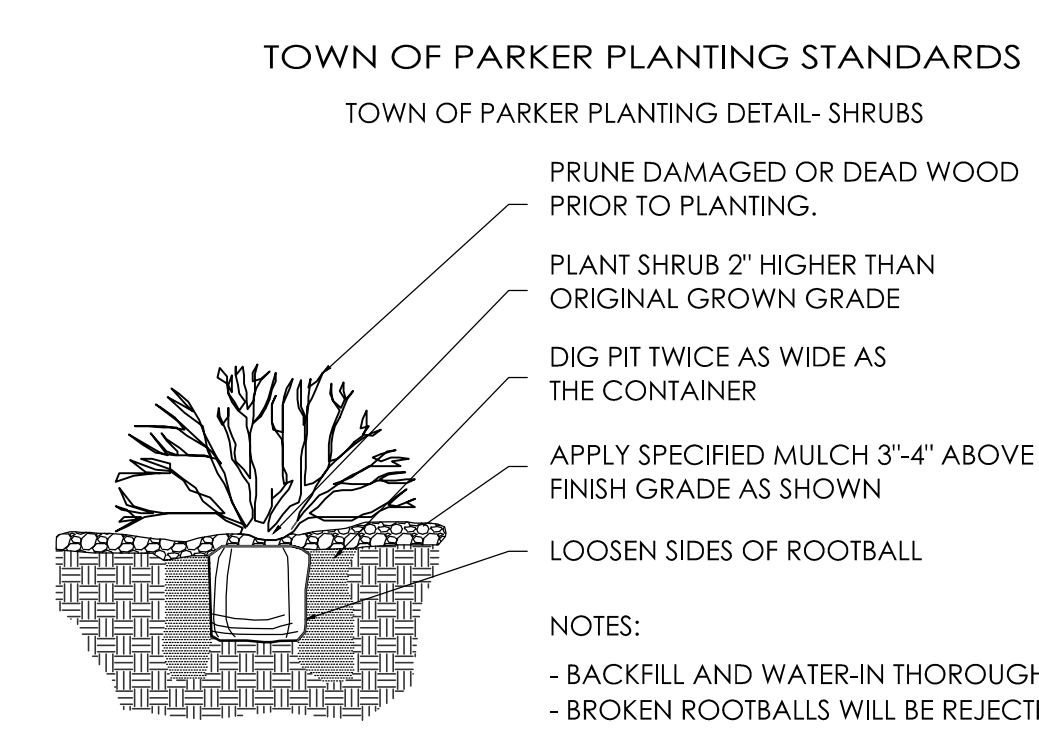 TOWN OF PARKER PLANTING STANDARDS
TOWN OF PARKER PLANTING DETAIL- SHRUBS
PRUNE DAMAGED OR DEAD WOOD
PRIOR TO PLANTING.
PLANT SHRUB 2" HIGHER THAN
ORIGINAL GROWN GRADE
DIG PIT TWICE AS WIDE AS
THE CONTAINER
APPLY SPECIFIED MULCH 3"-4" ABOVE
FINISH GRADE AS SHOWN
LOOSEN SIDES OF ROOTBALL
NOTES:
- BACKFILL AND WATER-IN
- BROKEN ROOTBALLS WILL BE